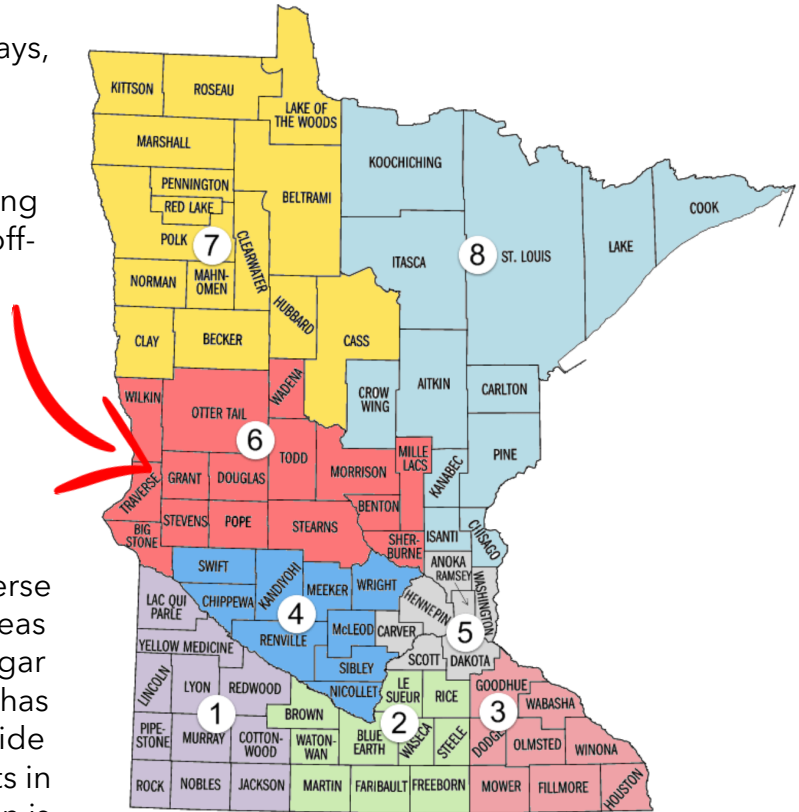 ays,
ing
off-
erse
eas
gar
has
ide
ts in
n is
KITTSON
ROSEAU
LAKE OF
THE WOODS
MARSHALL
KOOCHICHING
PENNINGTON
BELTRAMI
RED LAKE
COOK
POLK
7
CLEARWATER
ITASCA
8
ST. LOUIS
LAKE
NORMAN
MAHN-
OMEN
HUBBARD
CLAY
BECKER
CASS
WILKIN
OTTER TAIL
WADENA
CROW
WING
AITKIN
CARLTON
6
TODD
MILLE
LACS
PINE
TRAVERSE
GRANT
DOUGLAS
MORRISON
KANABEC
BENTON
BIG
STONE
STEVENS
POPE
STEARNS
SHER-
BURNE
ISANTI
CHISAGO
SWIFT
KANDIYOHI
MEEKER
WRIGHT
ANOKA
RAMSEY
WASHINGTON
LAC QUI
PARLE
CHIPPEWA
4
HENNEPIN
YELLOW MEDICINE
RENVILLE
McLEOD
CARVER
5
SCOTT
DAKOTA
LINCOLN
LYON
REDWOOD
SIBLEY
NICOLLET
LE
SUEUR
RICE
GOODHUE
WABASHA
1
BROWN
2
3
PIPE-
STONE
MURRAY
COTTON-
WOOD
WATON-
WAN
BLUE
EARTH
WASECA
STEELE
DODGE
OLMSTED
WINONA
ROCK
NOBLES
JACKSON
MARTIN
FARIBAULT
FREEBORN
MOWER
FILLMORE
HOUSTON